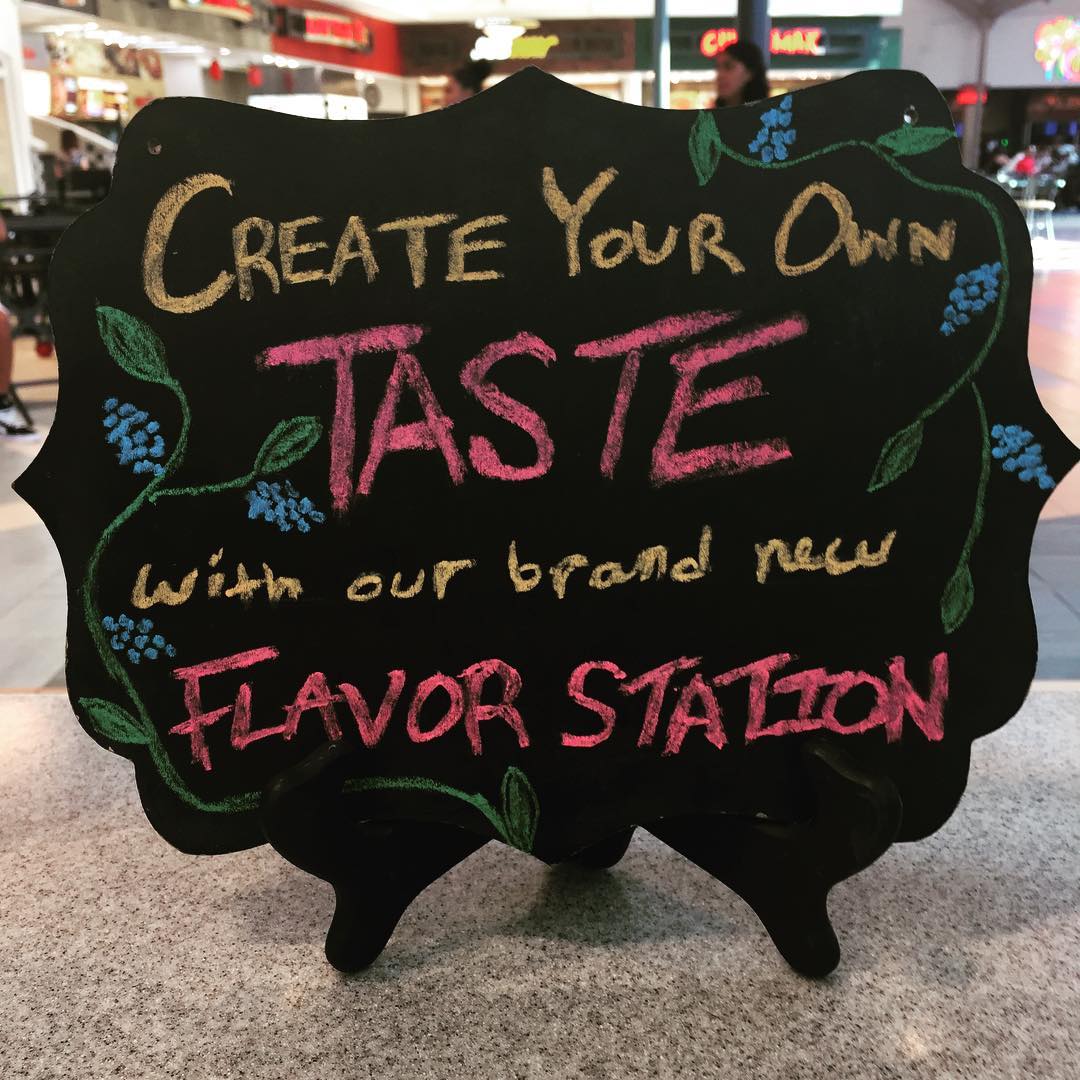 CREATE YOUR OWN
TASTE
with our brand new
FLAVOR STATION